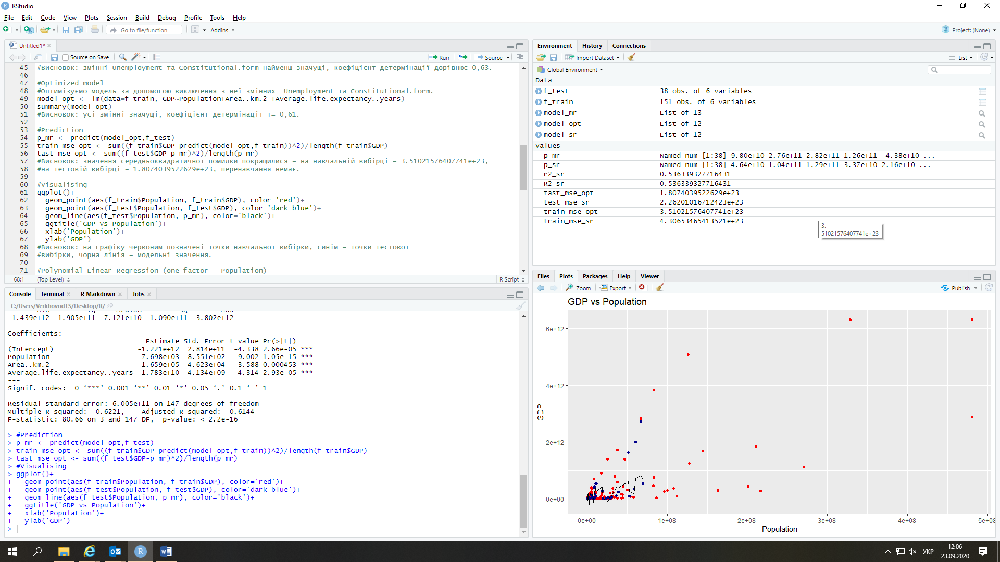 RStudio
File Edit Code View Plots Session Build Debug Profile Tools Help
Go to file/function Addins Project: (None)
Untitled1*
Source on Save Run Source
45 #Висновок: змінні Unemployment та Constitutional.form найменш значущі, коефіцієнт детермінації дорівнює 0,63.
46
47 #Optimized model
48 #Оптимізуємо модель за допомогою виключення з неї змінних  Unemployment та Constitutional.form.
49 model_opt <- lm(data=f_train, GDP~Population+Area..km.2 +Average.life.expectancy..years)
50 summary(model_opt)
51 #Висновок: усі змінні значущі, коефіцієнт детермінації т= 0,61.
52
53 #Prediction
54 p_mr <- predict(model_opt,f_test)
55 train_mse_opt <- sum((f_train$GDP-predict(model_opt,f_train))^2)/length(f_train$GDP)
56 tast_mse_opt <- sum((f_test$GDP-p_mr)^2)/length(p_mr)
57 #Висновок: значення середньоквадратичної помилки покращилися – на навчальній вибірці – 3.51021576407741e+23,
58 #на тестовій вибірці – 1.8074039522629e+23, перенавчання немає.
59
60 #Visualising
61 ggplot()+
62   geom_point(aes(f_train$Population, f_train$GDP), color='red')+
63   geom_point(aes(f_test$Population, f_test$GDP), color='dark blue')+
64   geom_line(aes(f_test$Population, p_mr), color='black')+
65   ggtitle('GDP vs Population')+
66   xlab('Population')+
67   ylab('GDP')
68 #Висновок: на графіку червоним позначені точки навчальної вибірки, синім – точки тестової
69 #вибірки, чорна лінія – модельні значення.
70
71 #Polynomial Linear Regression (one factor - Population)
68:1 (Top Level) R Script
Console Terminal R Markdown Jobs
C:/Users/VerkhovodTS/Desktop/R/
-1.439e+12 -1.905e+11 -7.121e+10  1.090e+11  3.802e+12
Coefficients:
Estimate Std. Error t value Pr(>|t|)
(Intercept) -1.221e+12 2.814e+11 -4.338 2.66e-05 ***
Population 7.698e+03 8.551e+02 9.002 1.05e-15 ***
Area..km.2 1.659e+05 4.623e+04 3.588 0.000453 ***
Average.life.expectancy..years 1.783e+10 4.134e+09 4.314 2.93e-05 ***
---
Signif. codes:  0 ‘***’ 0.001 ‘**’ 0.01 ‘*’ 0.05 ‘.’ 0.1 ‘ ’ 1
Residual standard error: 6.005e+11 on 147 degrees of freedom
Multiple R-squared:  0.6221,    Adjusted R-squared:  0.6144
F-statistic: 80.66 on 3 and 147 DF,  p-value: < 2.2e-16
> #Prediction
> p_mr <- predict(model_opt,f_test)
> train_mse_opt <- sum((f_train$GDP-predict(model_opt,f_train))^2)/length(f_train$GDP)
> tast_mse_opt <- sum((f_test$GDP-p_mr)^2)/length(p_mr)
> #Visualising
> ggplot()+
+   geom_point(aes(f_train$Population, f_train$GDP), color='red')+
+   geom_point(aes(f_test$Population, f_test$GDP), color='dark blue')+
+   geom_line(aes(f_test$Population, p_mr), color='black')+
+   ggtitle('GDP vs Population')+
+   xlab('Population')+
+   ylab('GDP')
>
Environment History Connections
Import Dataset List
Global Environment
Data
f_test 38 obs. of 6 variables
f_train 151 obs. of 6 variables
model_mr List of 13
model_opt List of 12
model_sr List of 12
Values
p_mr Named num [1:38] 9.80e+10 2.76e+11 2.82e+11 1.26e+11 -4.38e+10 ...
p_sr Named num [1:38] 4.64e+10 1.04e+11 1.29e+11 3.37e+10 2.16e+10 ...
r2_sr 0.536339327716431
R2_sr 0.536339327716431
tast_mse_opt 1.8074039522629e+23
test_mse_sr 2.26201016712423e+23
train_mse_opt 3.51021576407741e+23
train_mse_sr 4.30653465413521e+23
3.
51021576407741e+23
Files Plots Packages Help Viewer
Zoom Export Publish
GDP vs Population
GDP
6e+12
4e+12
2e+12
0e+00
0e+00 1e+08 2e+08 3e+08 4e+08 5e+08
Population
УКР
12:06
23.09.2020